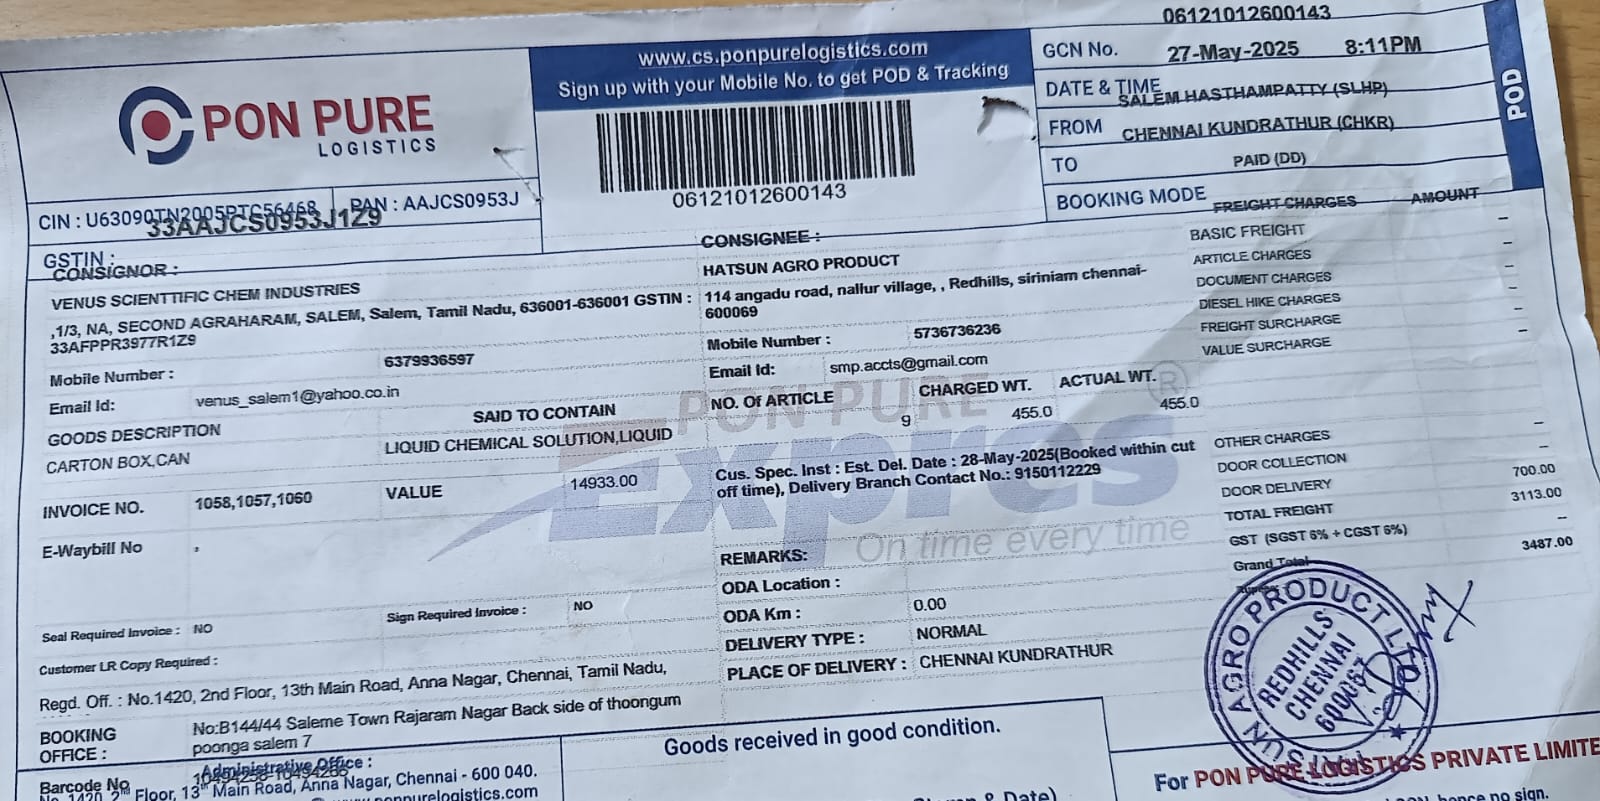 06121012600143
www.cs.ponpurelogistics.com
Sign up with your Mobile No. to get POD & Tracking
GCN No.
27-May-2025 8:11PM
DATE & TIME
SALEM HASTHAMPATTY (SLHP)
FROM
CHENNAI KUNDRATHUR (CHKR)
TO
PAID (DD)
BOOKING MODE
POD
PON PURE
LOGISTICS
06121012600143
CIN : U63090TN2005PTC56468
PAN : AAJCS0953J
33AAJCS0953J1Z9
GSTIN :
CONSIGNOR :
VENUS SCIENTTIFIC CHEM INDUSTRIES
,1/3, NA, SECOND AGRAHARAM, SALEM, Salem, Tamil Nadu, 636001-636001 GSTIN :
33AFPPR3977R1Z9
Mobile Number : 6379936597
Email Id: venus_salem1@yahoo.co.in
CONSIGNEE :
HATSUN AGRO PRODUCT
114 angadu road, nallur village, , Redhills, siriniam chennai-
600069
Mobile Number : 5736736236
Email Id: smp.accts@gmail.com
FREIGHT CHARGES AMOUNT
BASIC FREIGHT –
ARTICLE CHARGES –
DOCUMENT CHARGES –
DIESEL HIKE CHARGES –
FREIGHT SURCHARGE –
VALUE SURCHARGE –
GOODS DESCRIPTION
SAID TO CONTAIN
NO. Of ARTICLE
CHARGED WT.
ACTUAL WT.
CARTON BOX,CAN
LIQUID CHEMICAL SOLUTION,LIQUID
9
455.0
455.0
PON PURE
Expres
On time every time
INVOICE NO. 1058,1057,1060
VALUE 14933.00
Cus. Spec. Inst : Est. Del. Date : 28-May-2025(Booked within cut
off time), Delivery Branch Contact No.: 9150112229
OTHER CHARGES –
DOOR COLLECTION –
DOOR DELIVERY 700.00
TOTAL FREIGHT 3113.00
GST (SGST 6% + CGST 6%) –
Grand Total 3487.00
E-Waybill No ,
REMARKS:
ODA Location :
ODA Km : 0.00
DELIVERY TYPE : NORMAL
PLACE OF DELIVERY : CHENNAI KUNDRATHUR
Seal Required Invoice : NO
Sign Required Invoice : NO
Customer LR Copy Required :
Regd. Off. : No.1420, 2nd Floor, 13th Main Road, Anna Nagar, Chennai, Tamil Nadu,
BOOKING
OFFICE :
No:B144/44 Saleme Town Rajaram Nagar Back side of thoongum
poonga salem 7
Barcode No
Administrative Office :
No. 1420, 2nd Floor, 13th Main Road, Anna Nagar, Chennai - 600 040.
Goods received in good condition.
SUN AGRO PRODUCT LTD
REDHILLS
CHENNAI
600067
For PON PURE LOGISTICS PRIVATE LIMITE
hence no sign.